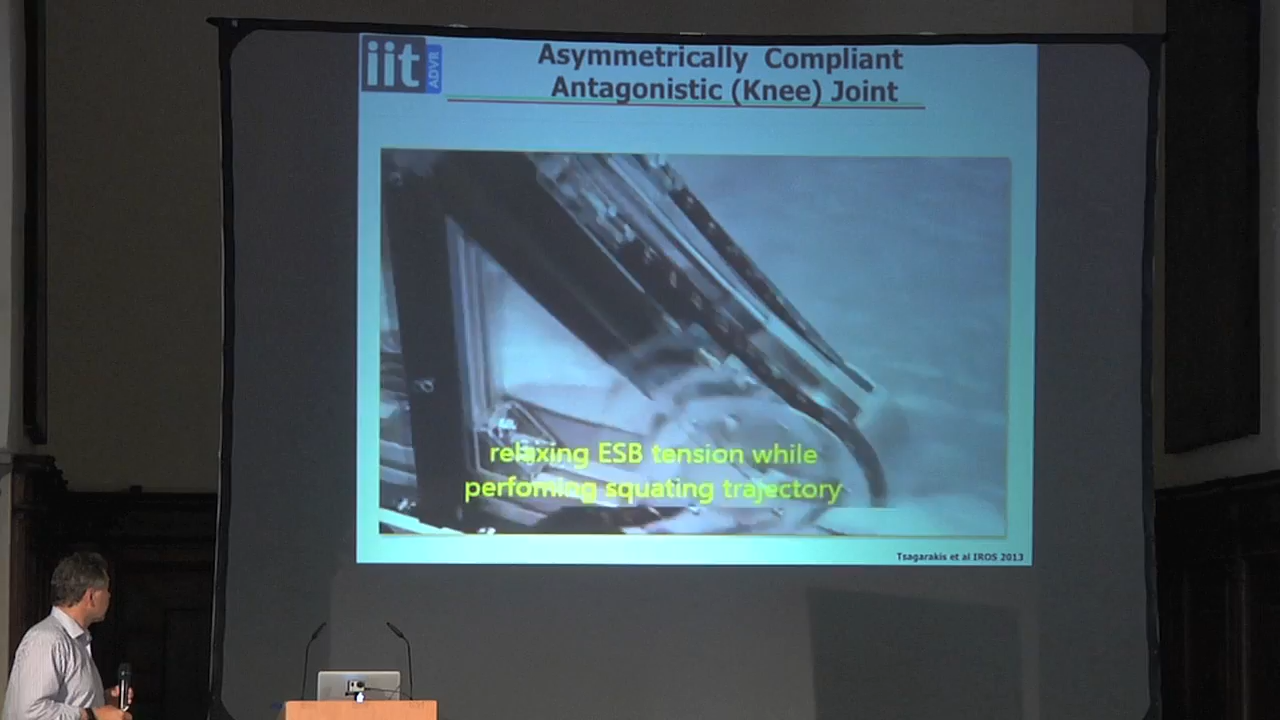 iit
ADVR
Asymmetrically Compliant
Antagonistic (Knee) Joint
relaxing ESB tension while
perfoming squating trajectory
Tsagarakis et al IROS 2013